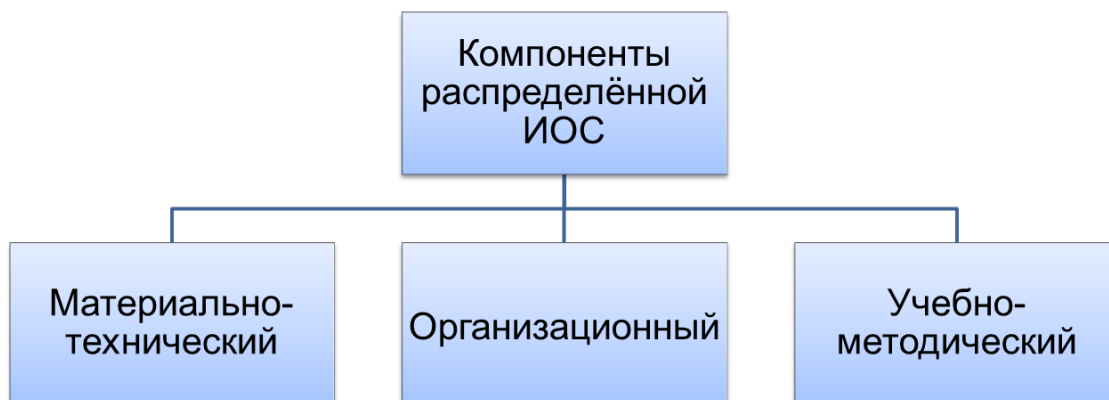 Компоненты
распределённой
ИОС
Материально-
технический
Организационный
Учебно-
методический